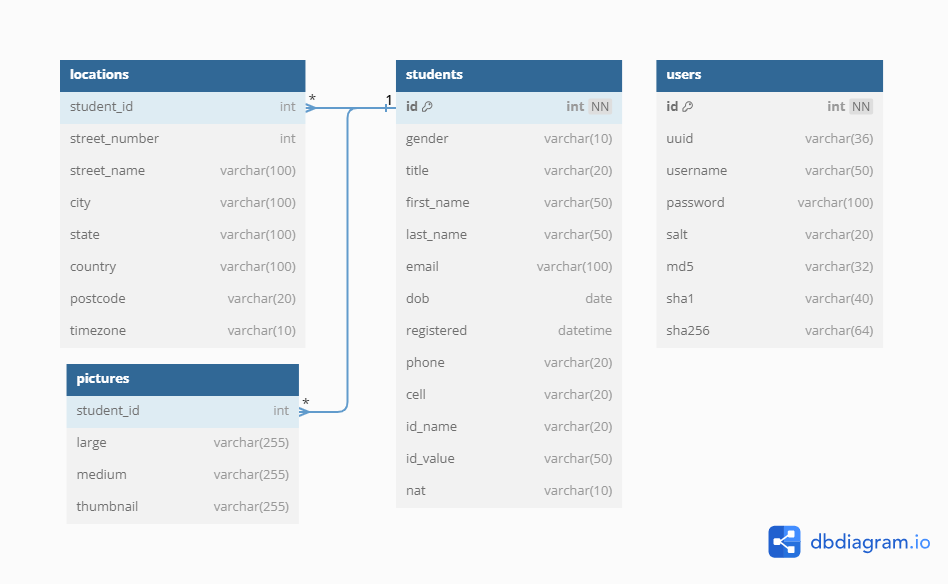 locations
student_id int
street_number int
street_name varchar(100)
city varchar(100)
state varchar(100)
country varchar(100)
postcode varchar(20)
timezone varchar(10)
*
1
pictures
student_id int
large varchar(255)
medium varchar(255)
thumbnail varchar(255)
*
students
id int NN
gender varchar(10)
title varchar(20)
first_name varchar(50)
last_name varchar(50)
email varchar(100)
dob date
registered datetime
phone varchar(20)
cell varchar(20)
id_name varchar(20)
id_value varchar(50)
nat varchar(10)
users
id int NN
uuid varchar(36)
username varchar(50)
password varchar(100)
salt varchar(20)
md5 varchar(32)
sha1 varchar(40)
sha256 varchar(64)
dbdiagram.io